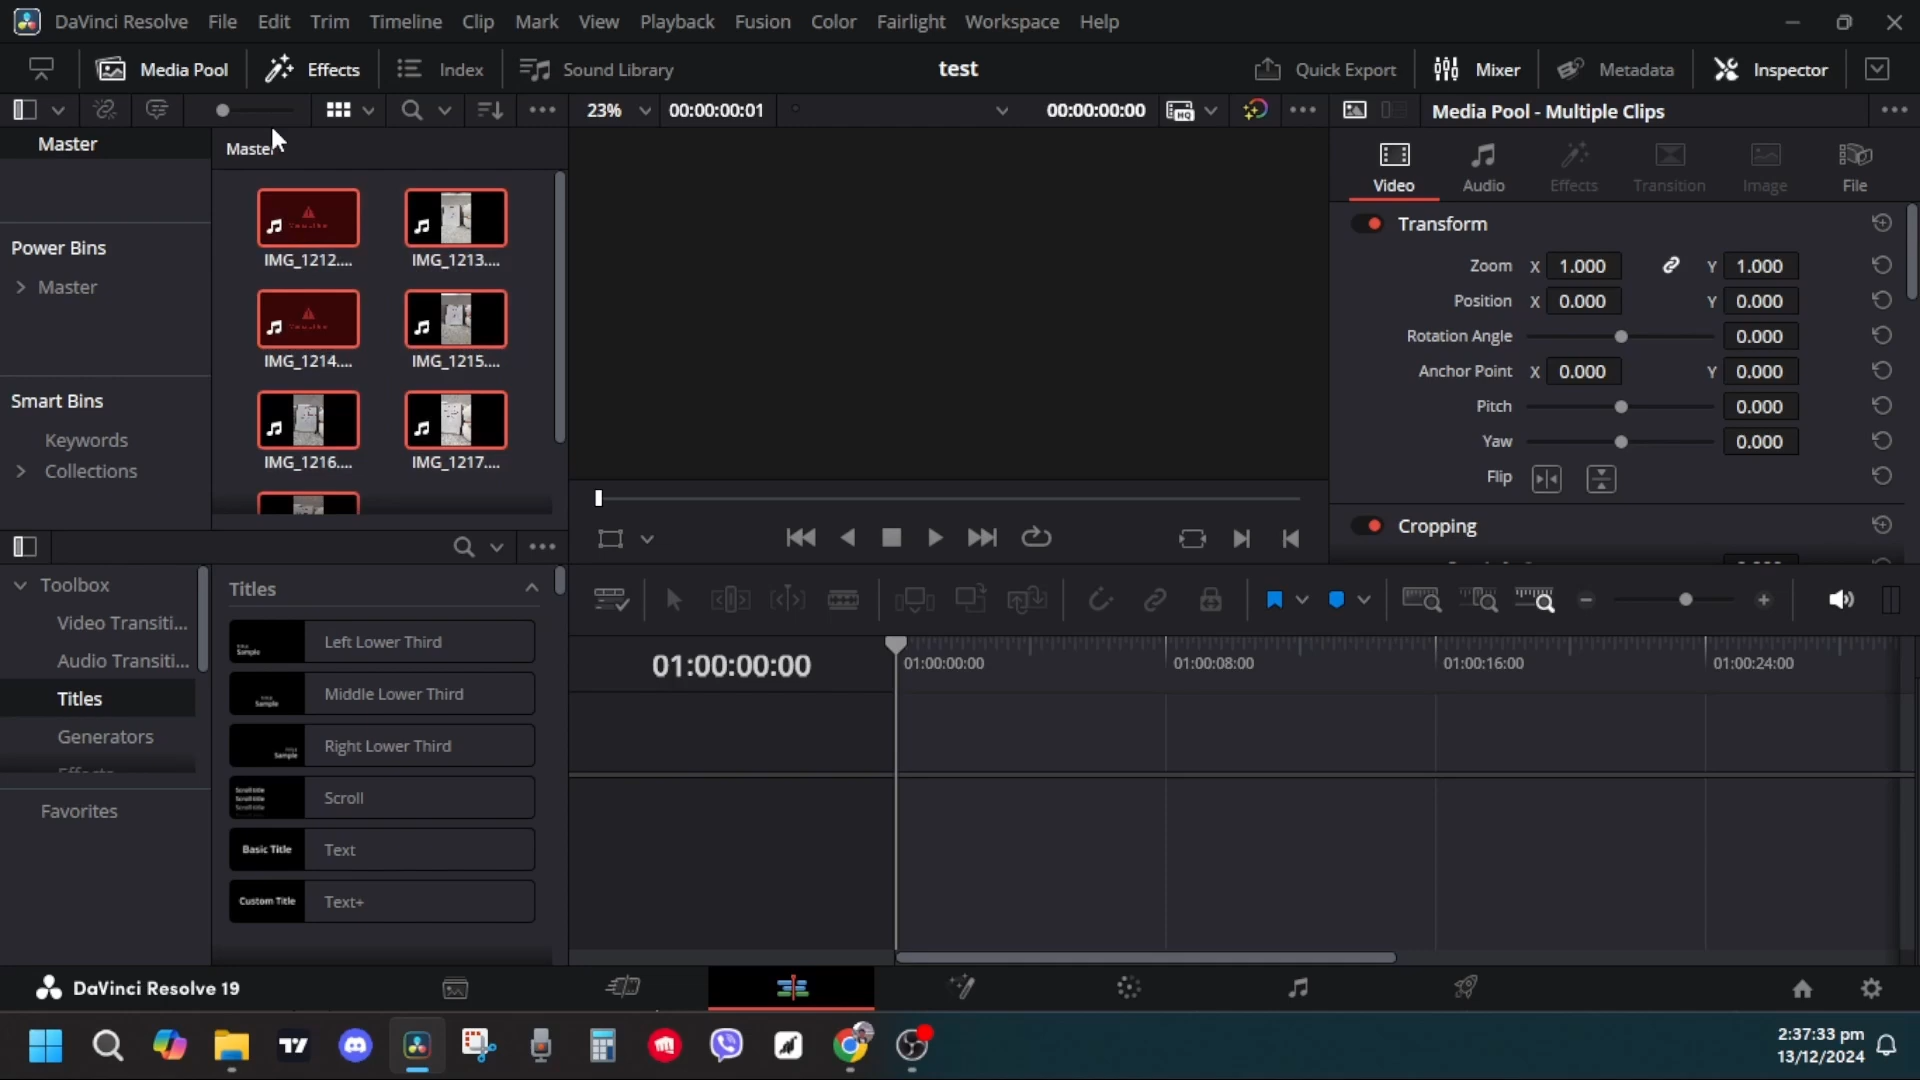 DaVinci Resolve File Edit Trim Timeline Clip Mark View Playback Fusion Color Fairlight Workspace Help
Media Pool Effects Index Sound Library test Quick Export Mixer Metadata Inspector
23% 00:00:00:01 00:00:00:00 HQ Media Pool - Multiple Clips
Master
Master
Video Audio Effects Transition Image File
Power Bins
Master
IMG_1212.... IMG_1213....
IMG_1214.... IMG_1215....
IMG_1216.... IMG_1217....
Smart Bins
Keywords
Collections
Transform
Zoom X 1.000 Y 1.000
Position X 0.000 Y 0.000
Rotation Angle 0.000
Anchor Point X 0.000 Y 0.000
Pitch 0.000
Yaw 0.000
Flip
Cropping
Toolbox
Video Transiti...
Audio Transiti...
Titles
Generators
Effects
Favorites
Titles
Sample Left Lower Third
Sample Middle Lower Third
Sample Right Lower Third
Scroll
Basic Title Text
Custom Title Text+
01:00:00:00 01:00:00:00 01:00:08:00 01:00:16:00 01:00:24:00
DaVinci Resolve 19
2:37:33 pm
13/12/2024